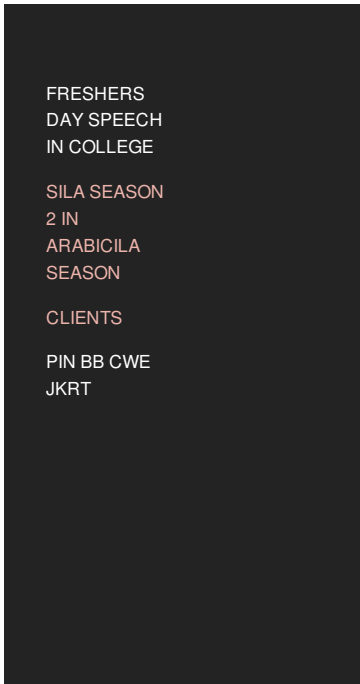 FRESHERS
DAY SPEECH
IN COLLEGE
SILA SEASON
2 IN
ARABICILA
SEASON
CLIENTS
PIN BB CWE
JKRT